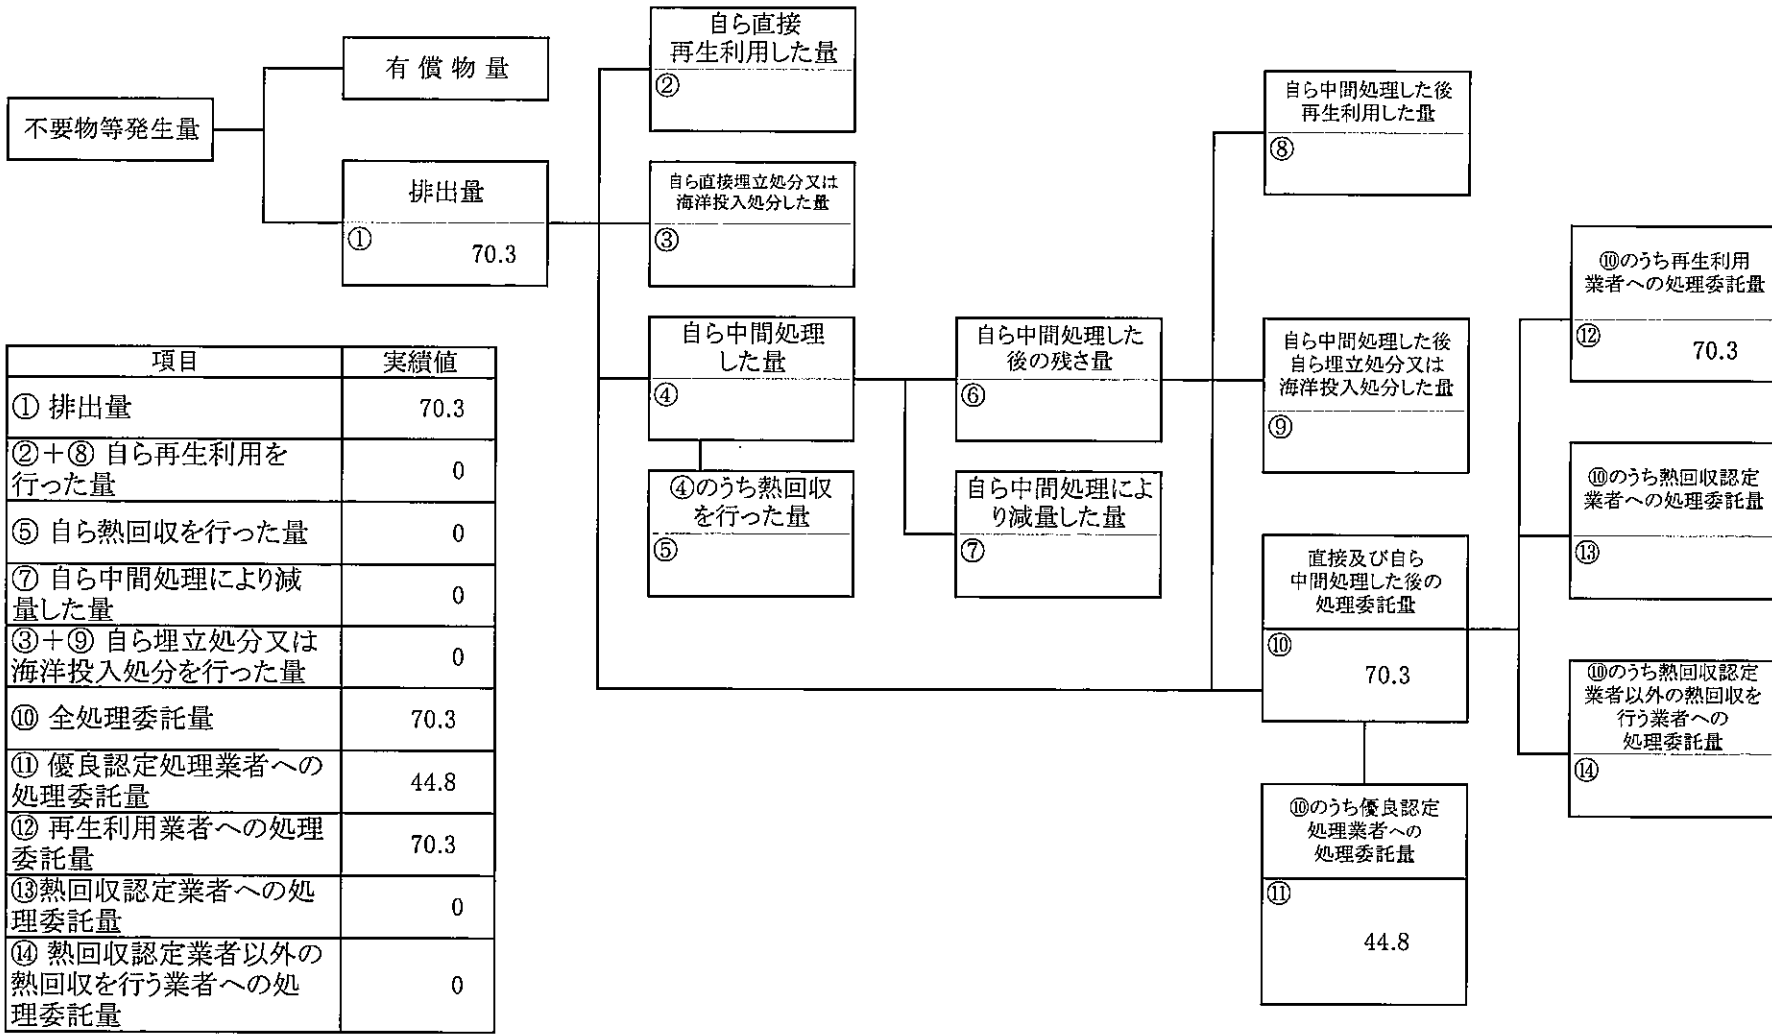 不要物等発生量
有償物量
排出量
①
70.3
自ら直接
再生利用した量
②
自ら直接埋立処分又は
海洋投入処分した量
③
自ら中間処理
した量
④
④のうち熱回収
を行った量
⑤
自ら中間処理した
後の残さ量
⑥
自ら中間処理によ
り減量した量
⑦
自ら中間処理した後
再生利用した量
⑧
自ら中間処理した後
自ら埋立処分又は
海洋投入処分した量
⑨
直接及び自ら
中間処理した後の
処理委託量
⑩
70.3
⑩のうち優良認定
処理業者への
処理委託量
⑪
44.8
⑩のうち再生利用
業者への処理委託量
⑫
70.3
⑩のうち熱回収認定
業者への処理委託量
⑬
⑩のうち熱回収認定
業者以外の熱回収を
行う業者への
処理委託量
⑭
項目 実績値
① 排出量 70.3
②+⑧ 自ら再生利用を
行った量 0
⑤ 自ら熱回収を行った量 0
⑦ 自ら中間処理により減
量した量 0
③+⑨ 自ら埋立処分又は
海洋投入処分を行った量 0
⑩ 全処理委託量 70.3
⑪ 優良認定処理業者への
処理委託量 44.8
⑫ 再生利用業者への処理
委託量 70.3
⑬熱回収認定業者への処
理委託量 0
⑭ 熱回収認定業者以外の
熱回収を行う業者への処
理委託量 0